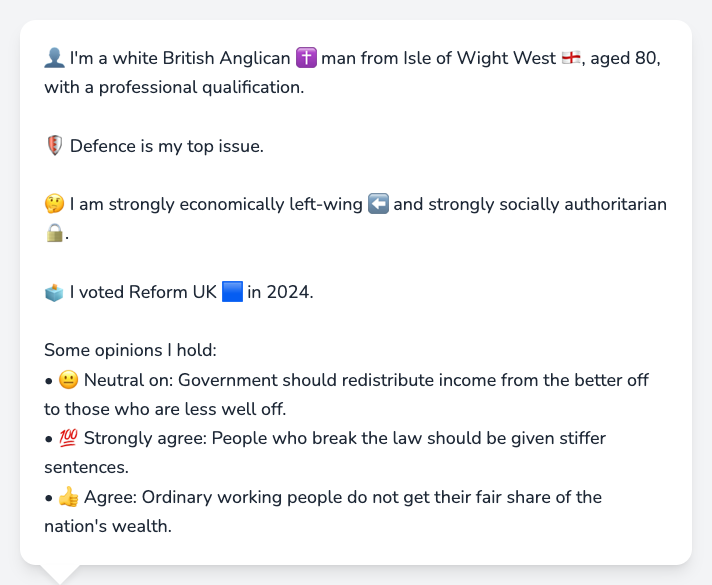 👤 I'm a white British Anglican ✝️ man from Isle of Wight West 🏴󠁧󠁢󠁥󠁮󠁧󠁿, aged 80,
with a professional qualification.
🛡️ Defence is my top issue.
🤔 I am strongly economically left-wing ⬅️ and strongly socially authoritarian
🔒.
🗳️ I voted Reform UK 🟦 in 2024.
Some opinions I hold:
• 😐 Neutral on: Government should redistribute income from the better off
to those who are less well off.
• 💯 Strongly agree: People who break the law should be given stiffer
sentences.
• 👍 Agree: Ordinary working people do not get their fair share of the
nation's wealth.